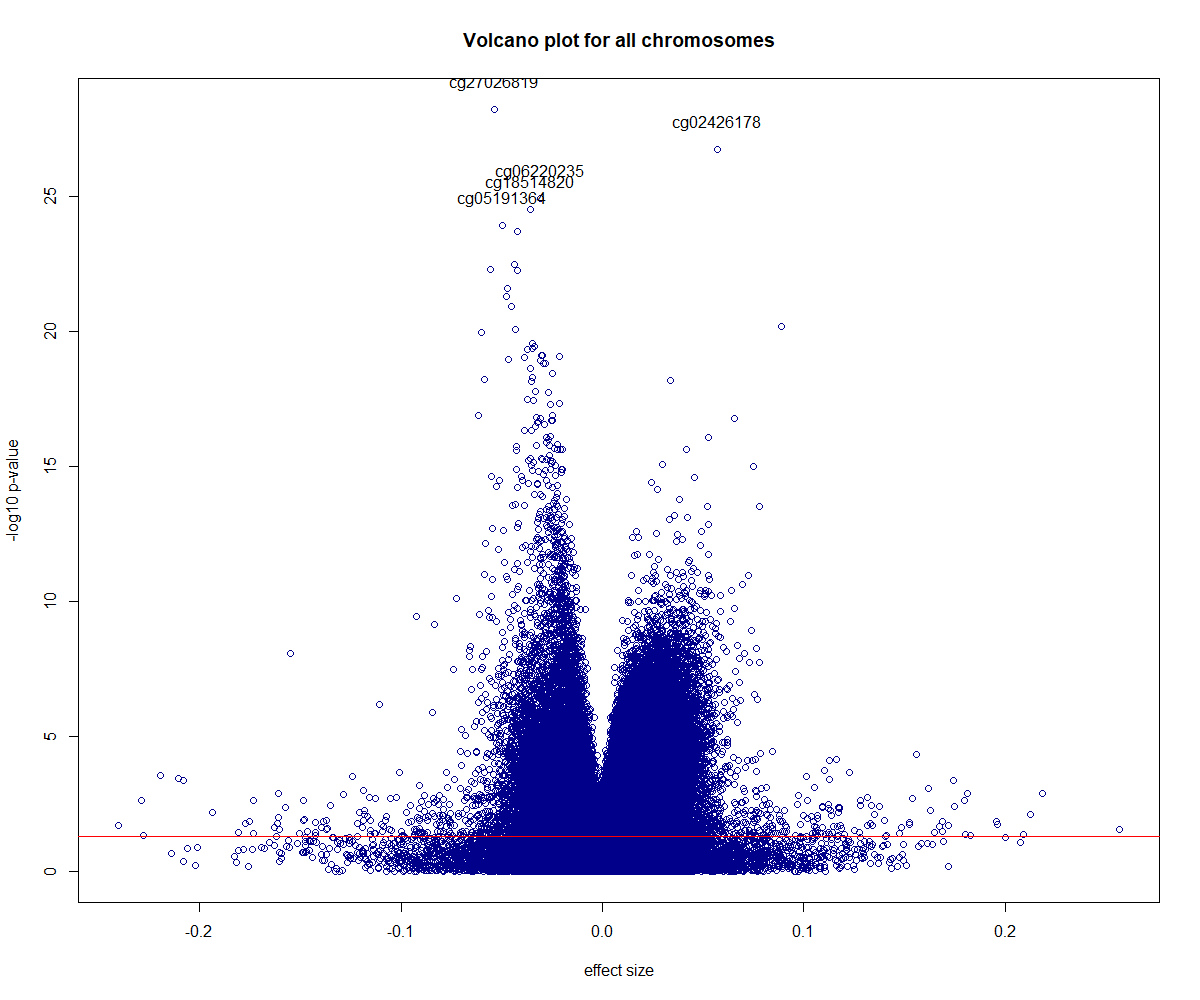 Volcano plot for all chromosomes
cg27026819
cg02426178
cg06220235
cg18514820
cg05191364
25
20
15
10
5
0
-log10 p-value
-0.2
-0.1
0.0
0.1
0.2
effect size